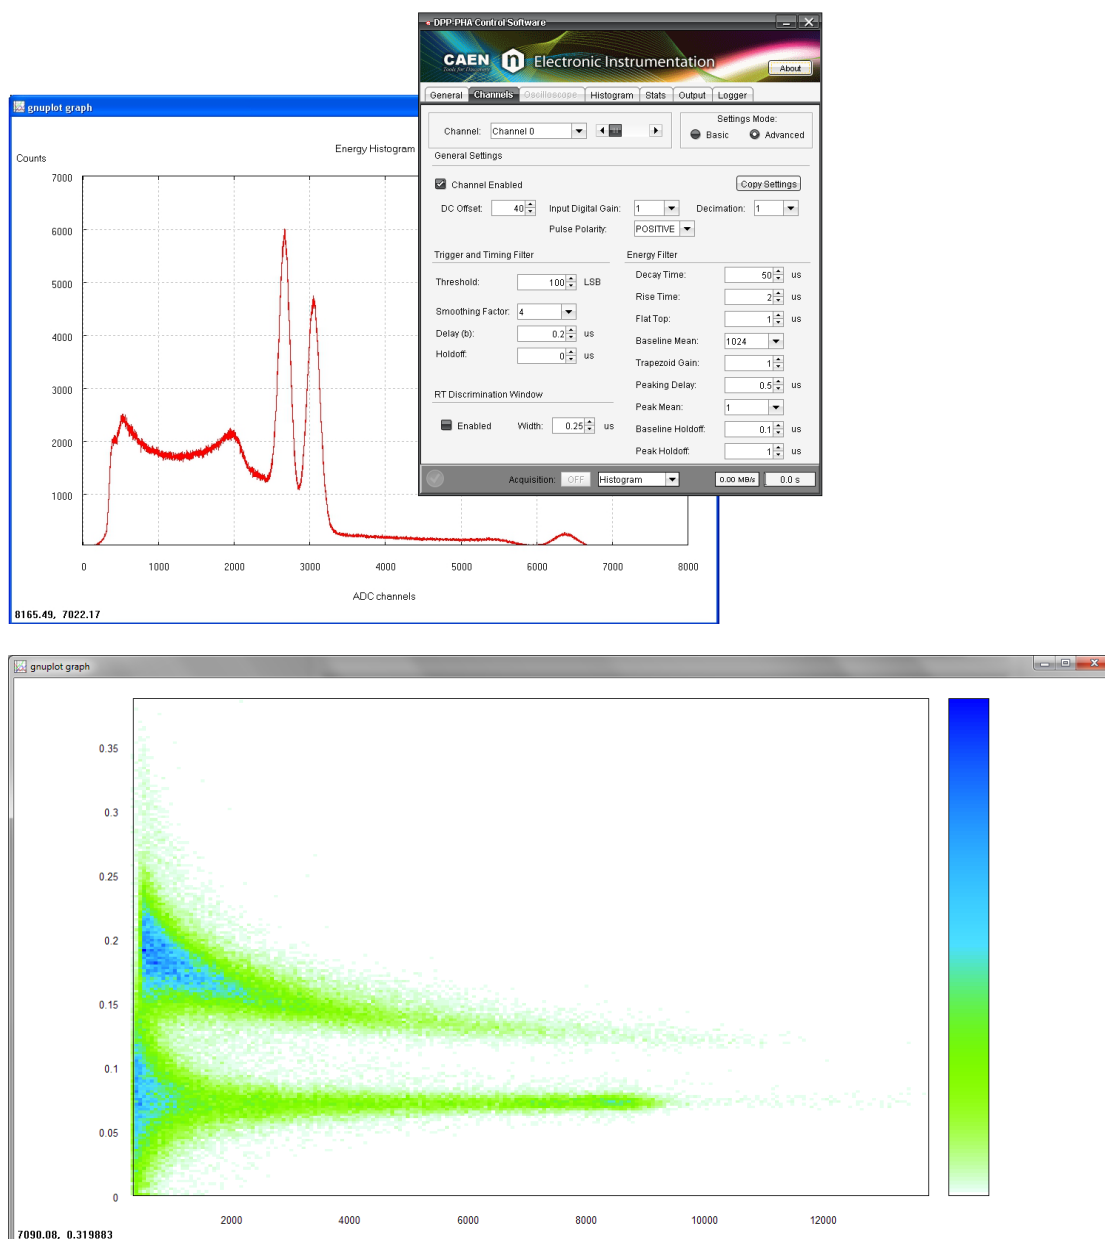 DPP-PHA Control Software
CAEN n Electronic Instrumentation
Tools for Discovery
About
General Channels Oscilloscope Histogram Stats Output Logger
Channel: Channel 0
Settings Mode:
Basic Advanced
General Settings
Channel Enabled Copy Settings
DC Offset: 40 Input Digital Gain: 1 Decimation: 1
Pulse Polarity: POSITIVE
Trigger and Timing Filter
Threshold: 100 LSB
Smoothing Factor: 4
Delay (b): 0.2 us
Holdoff: 0 us
RT Discrimination Window
Enabled Width: 0.25 us
Energy Filter
Decay Time: 50 us
Rise Time: 2 us
Flat Top: 1 us
Baseline Mean: 1024
Trapezoid Gain: 1
Peaking Delay: 0.5 us
Peak Mean: 1
Baseline Holdoff: 0.1 us
Peak Holdoff: 1 us
Acquisition: OFF Histogram 0.00 MB/s 0.0 s
gnuplot graph
Energy Histogram
Counts
7000
6000
5000
4000
3000
2000
1000
0 1000 2000 3000 4000 5000 6000 7000 8000
ADC channels
8165.49, 7022.17
gnuplot graph
0.35
0.3
0.25
0.2
0.15
0.1
0.05
0
2000 4000 6000 8000 10000 12000
7090.08, 0.319883